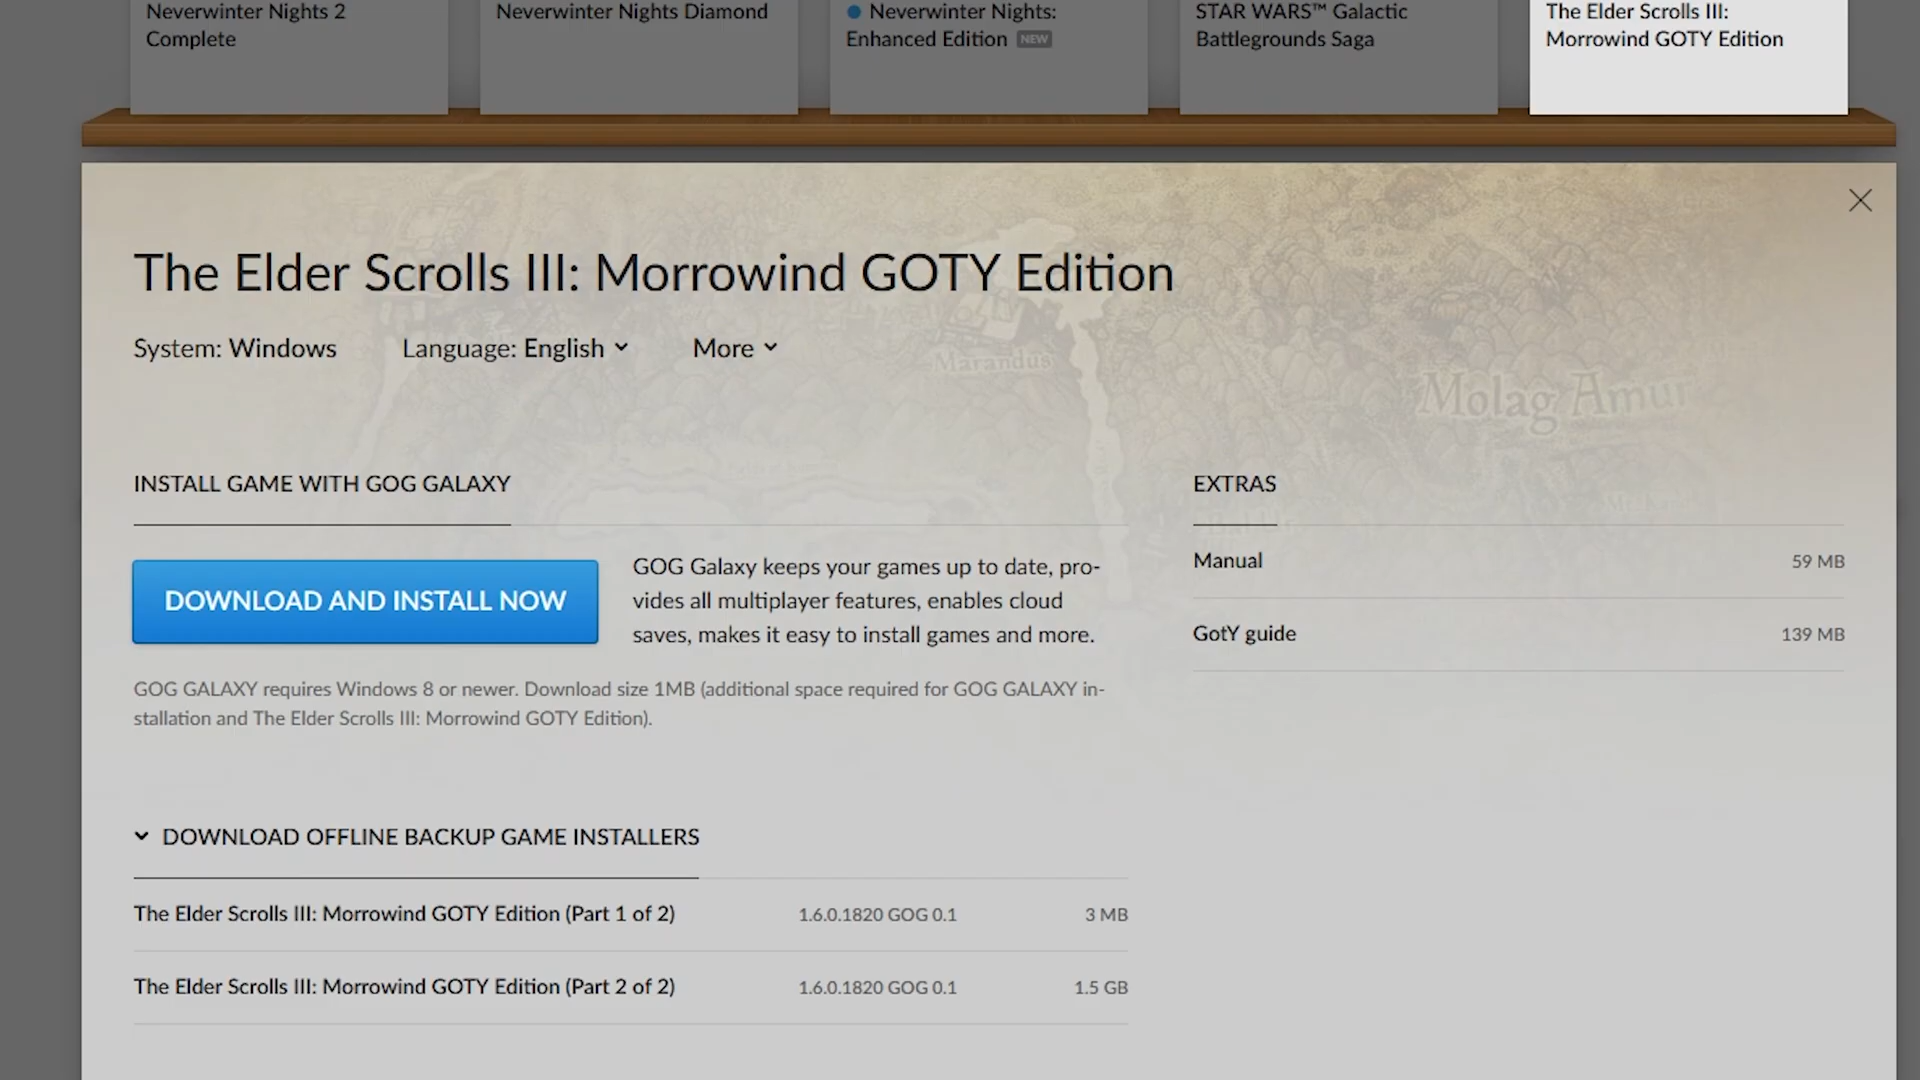 Neverwinter Nights 2
Complete
Neverwinter Nights Diamond
Neverwinter Nights:
Enhanced Edition NEW
STAR WARS™ Galactic
Battlegrounds Saga
The Elder Scrolls III:
Morrowind GOTY Edition
The Elder Scrolls III: Morrowind GOTY Edition
System: Windows Language: English More
Marandus
Molag Amur
INSTALL GAME WITH GOG GALAXY
DOWNLOAD AND INSTALL NOW
GOG Galaxy keeps your games up to date, pro-
vides all multiplayer features, enables cloud
saves, makes it easy to install games and more.
GOG GALAXY requires Windows 8 or newer. Download size 1MB (additional space required for GOG GALAXY in-
stallation and The Elder Scrolls III: Morrowind GOTY Edition).
EXTRAS
Manual 59 MB
GotY guide 139 MB
DOWNLOAD OFFLINE BACKUP GAME INSTALLERS
The Elder Scrolls III: Morrowind GOTY Edition (Part 1 of 2) 1.6.0.1820 GOG 0.1 3 MB
The Elder Scrolls III: Morrowind GOTY Edition (Part 2 of 2) 1.6.0.1820 GOG 0.1 1.5 GB